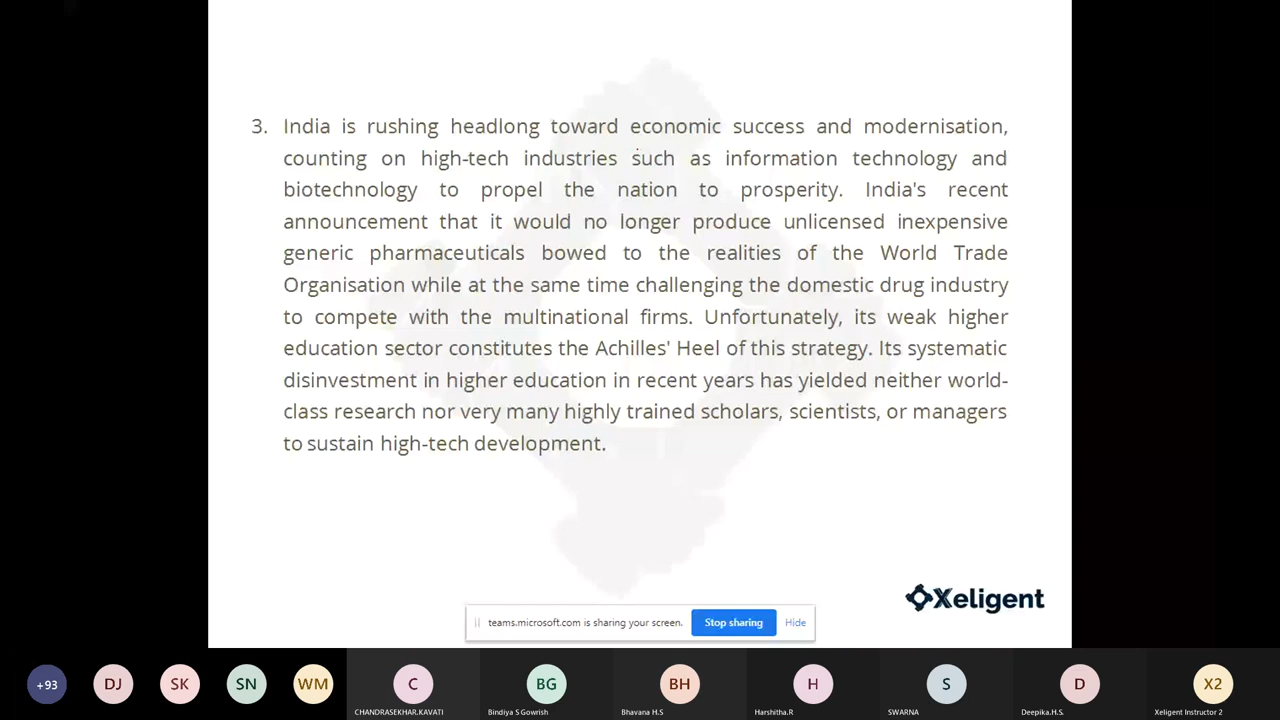 3. India is rushing headlong toward economic success and modernisation,
counting on high-tech industries such as information technology and
biotechnology to propel the nation to prosperity. India's recent
announcement that it would no longer produce unlicensed inexpensive
generic pharmaceuticals bowed to the realities of the World Trade
Organisation while at the same time challenging the domestic drug industry
to compete with the multinational firms. Unfortunately, its weak higher
education sector constitutes the Achilles' Heel of this strategy. Its systematic
disinvestment in higher education in recent years has yielded neither world-
class research nor very many highly trained scholars, scientists, or managers
to sustain high-tech development.
Xeligent
teams.microsoft.com is sharing your screen. Stop sharing Hide
+93 DJ SK SN WM C BG BH H S D X2
CHANDRASEKHAR.KAVATI Bindiya S Gowrish Bhavana H.S Harshitha.R SWARNA Deepika.H.S. Xeligent Instructor 2